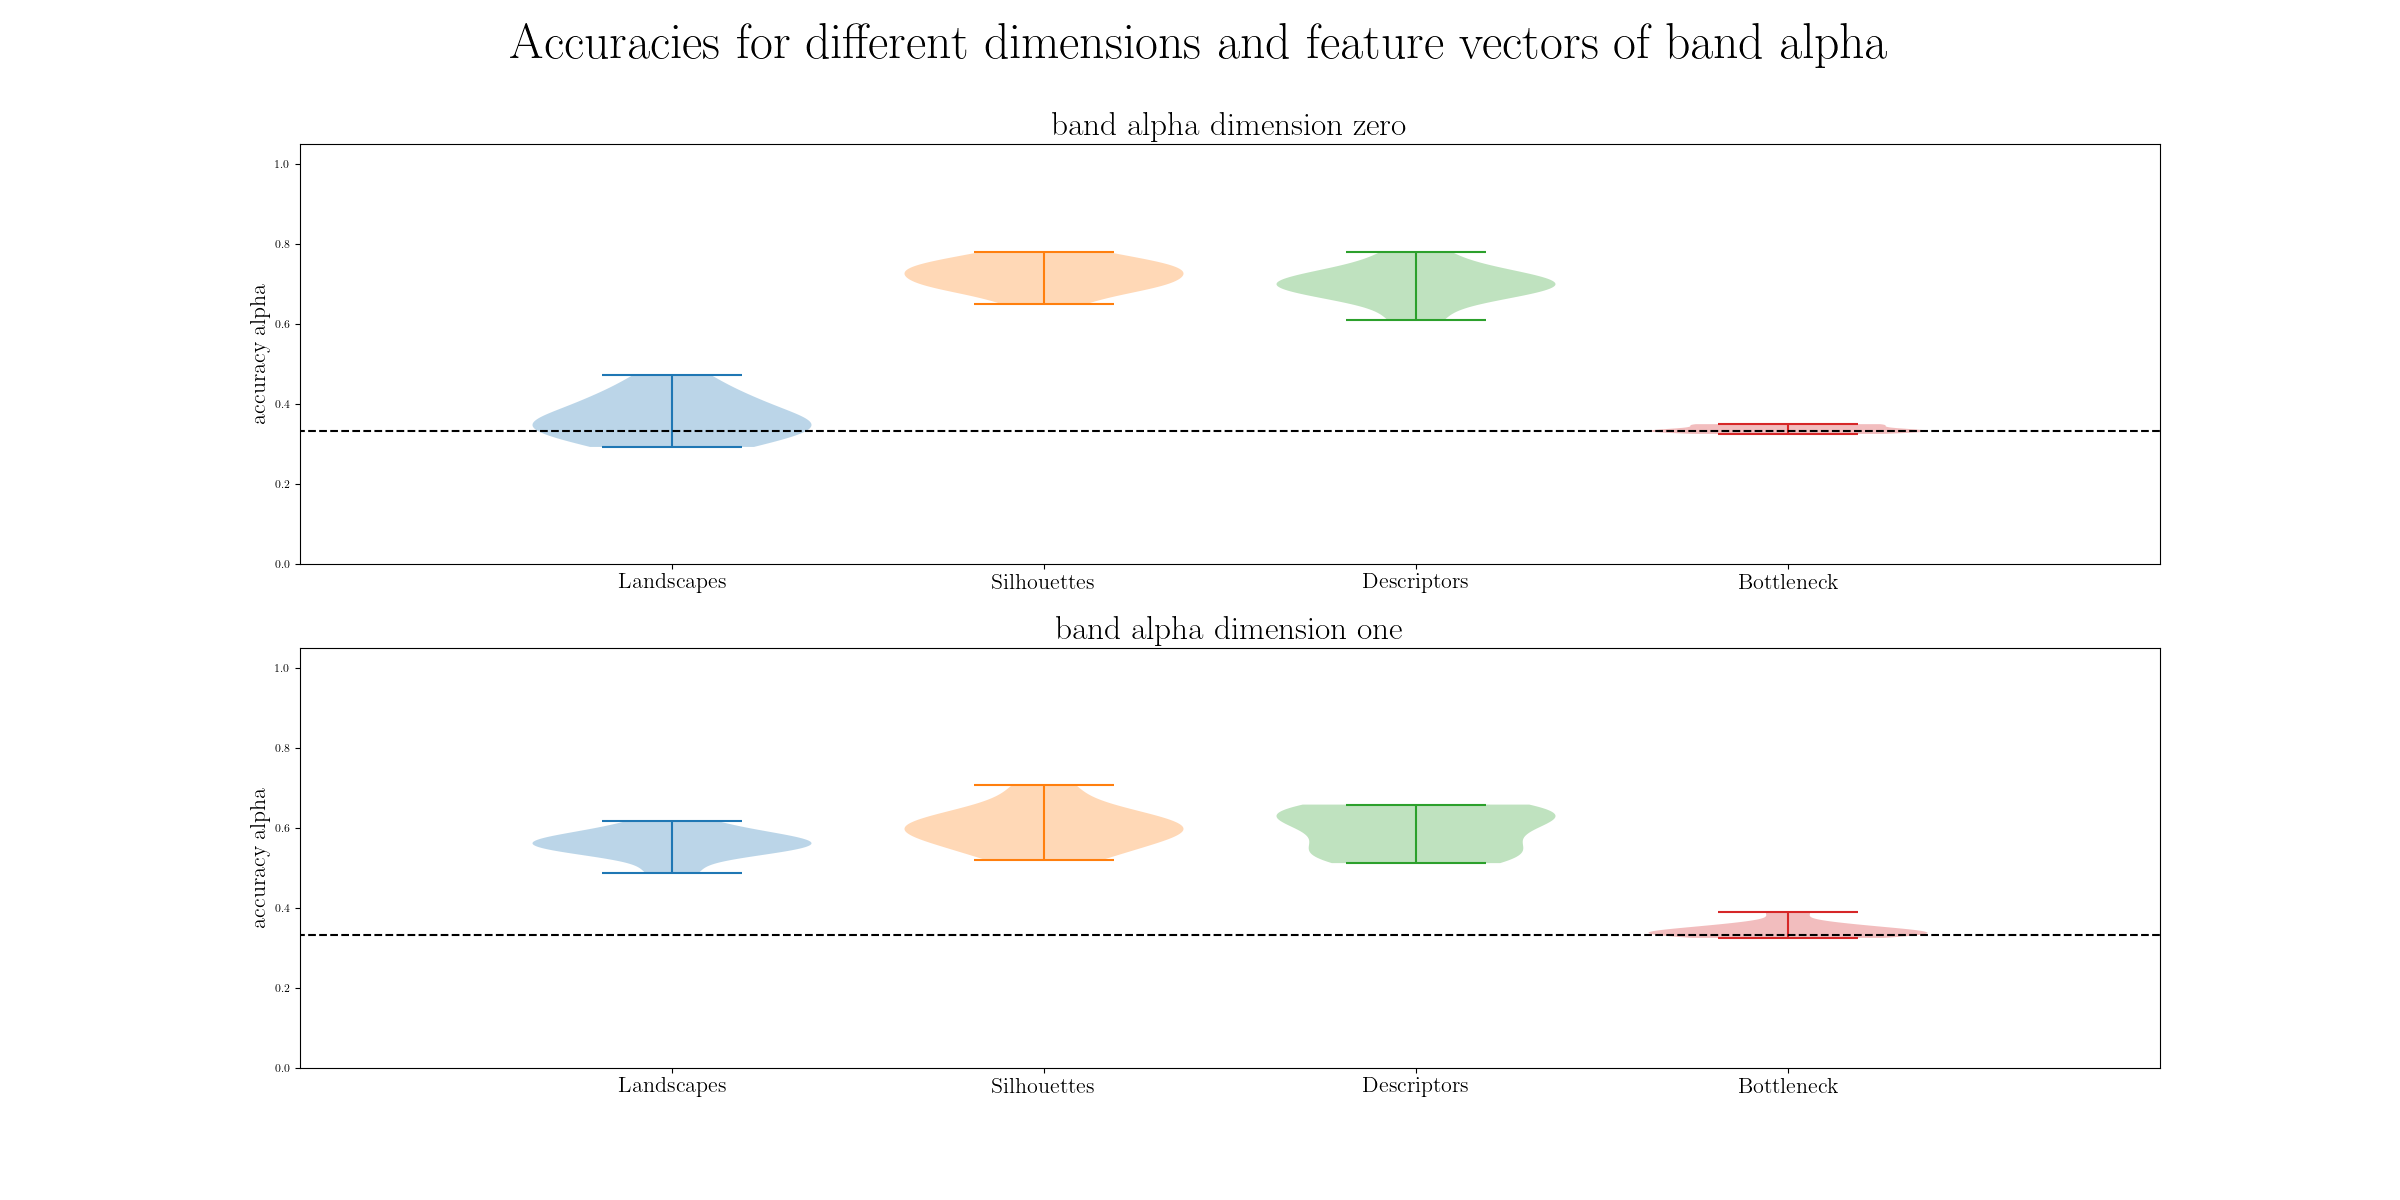 Accuracies for different dimensions and feature vectors of band alpha
band alpha dimension zero
1.0
0.8
0.6
0.4
0.2
0.0
accuracy alpha
Landscapes Silhouettes Descriptors Bottleneck
band alpha dimension one
1.0
0.8
0.6
0.4
0.2
0.0
accuracy alpha
Landscapes Silhouettes Descriptors Bottleneck